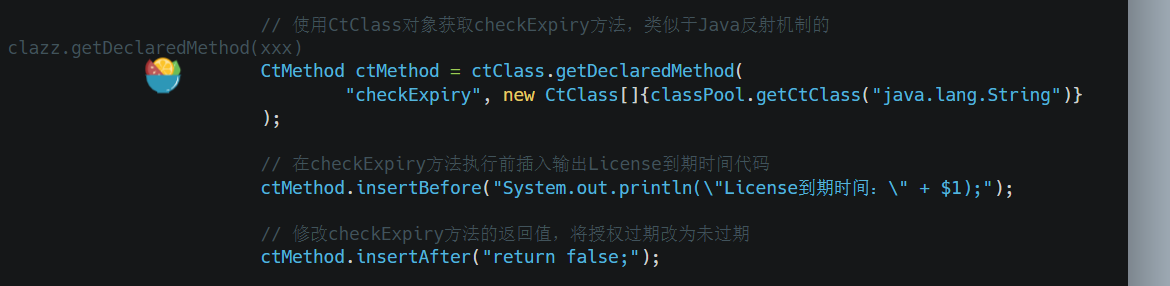 // 使用CtClass对象获取checkExpiry方法，类似于Java反射机制的
clazz.getDeclaredMethod(xxx)
CtMethod ctMethod = ctClass.getDeclaredMethod(
"checkExpiry", new CtClass[]{classPool.getCtClass("java.lang.String")}
);
// 在checkExpiry方法执行前插入输出License到期时间代码
ctMethod.insertBefore("System.out.println(\"License到期时间：\" + $1);");
// 修改checkExpiry方法的返回值，将授权过期改为未过期
ctMethod.insertAfter("return false;");